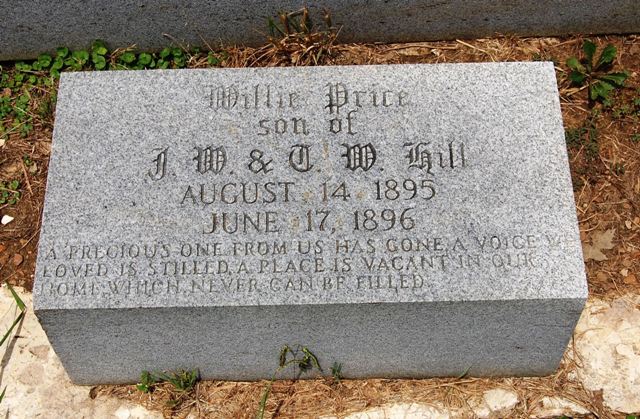 Willie Price
son of
J. W. & T. W. Hill
AUGUST 14 1895
JUNE 17, 1896
A PRECIOUS ONE FROM US HAS GONE, A VOICE WE
LOVED IS STILLED, A PLACE IS VACANT IN OUR
HOME, WHICH NEVER CAN BE FILLED.